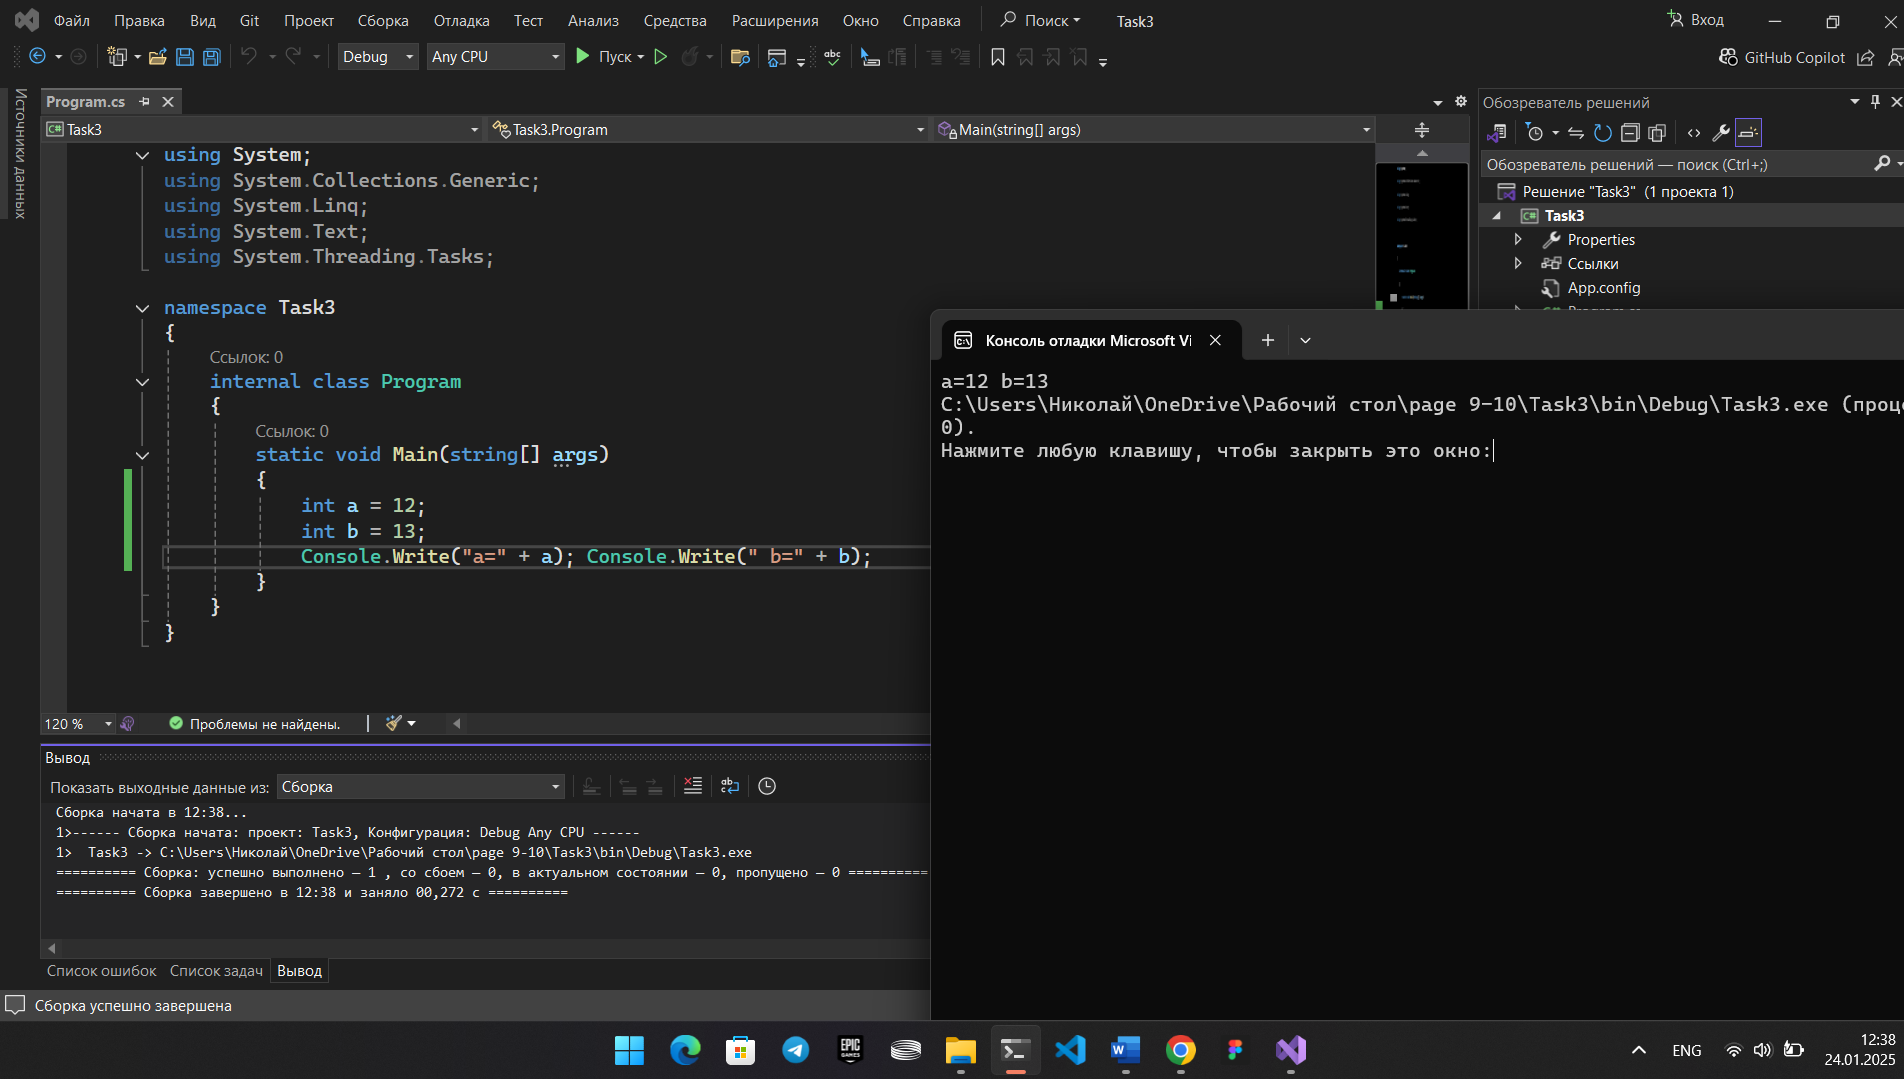 Файл Правка Вид Git Проект Сборка Отладка Тест Анализ Средства Расширения Окно Справка Поиск Task3 Вход
Debug Any CPU Пуск GitHub Copilot
Источники данных
Program.cs
Task3 Task3.Program Main(string[] args)
using System;
using System.Collections.Generic;
using System.Linq;
using System.Text;
using System.Threading.Tasks;
namespace Task3
{
Ссылок: 0
internal class Program
{
Ссылок: 0
static void Main(string[] args)
{
int a = 12;
int b = 13;
Console.Write("a=" + a); Console.Write(" b=" + b);
}
}
}
120 % Проблемы не найдены.
Обозреватель решений
Обозреватель решений — поиск (Ctrl+;)
Решение "Task3" (1 проекта 1)
Task3
Properties
Ссылки
App.config
Консоль отладки Microsoft Vi
a=12 b=13
C:\Users\Николай\OneDrive\Рабочий стол\page 9-10\Task3\bin\Debug\Task3.exe (проц
0).
Нажмите любую клавишу, чтобы закрыть это окно:
Вывод
Показать выходные данные из: Сборка
Сборка начата в 12:38...
1>------ Сборка начата: проект: Task3, Конфигурация: Debug Any CPU ------
1> Task3 -> C:\Users\Николай\OneDrive\Рабочий стол\page 9-10\Task3\bin\Debug\Task3.exe
========== Сборка: успешно выполнено — 1 , со сбоем — 0, в актуальном состоянии — 0, пропущено — 0 ==========
========== Сборка завершено в 12:38 и заняло 00,272 с ==========
Список ошибок Список задач Вывод
Сборка успешно завершена
EPIC GAMES
ENG
12:38
24.01.2025